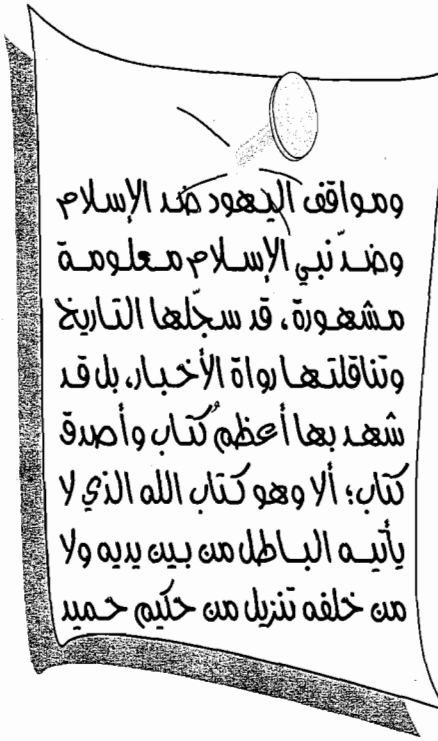 ومواقف اليهود ضد الإسلام
وضدّ نبي الإسلام معلومة
مشهورة، قد سجّلها التاريخ
وتناقلتها رواة الأخبار، بل قد
شهد بها أعظم كُتاب وأصدق
كتاب؛ ألا وهو كتاب الله الذي لا
يأتيه الباطل من بين يديه ولا
من خلفه تنزيل من حكيم حميد